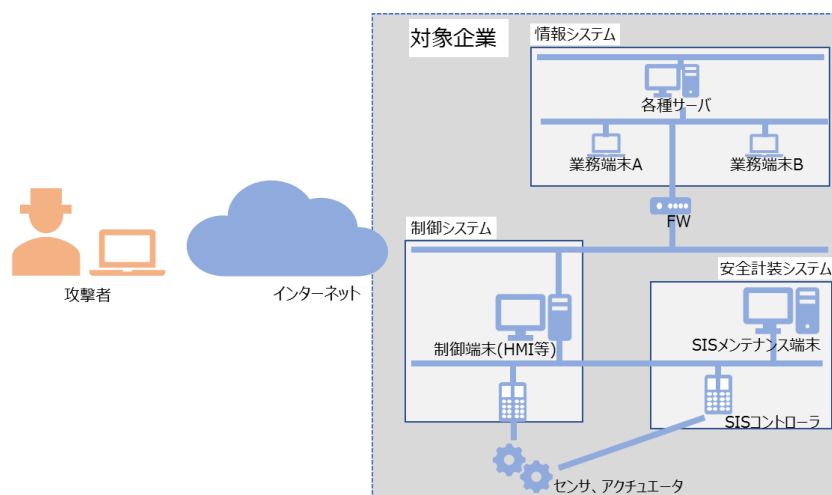 対象企業
情報システム
各種サーバ
業務端末A
業務端末B
FW
制御システム
安全計装システム
攻撃者
インターネット
制御端末(HMI等)
SISメンテナンス端末
SISコントローラ
センサ、アクチュエータ